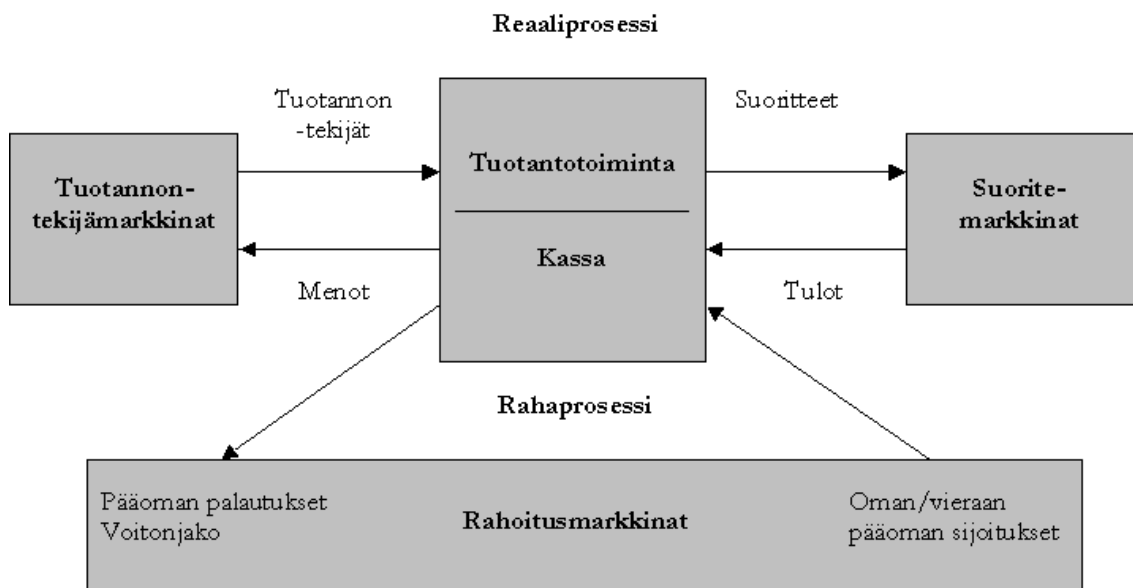 Reaaliprosessi
Tuotannon
-tekijät
Suoritteet
Tuotannon-
tekijämarkkinat
Tuotantotoiminta
Suorite-
markkinat
Kassa
Menot
Tulot
Rahaprosessi
Pääoman palautukset
Voitonjako
Rahoitusmarkkinat
Oman/vieraan
pääoman sijoitukset